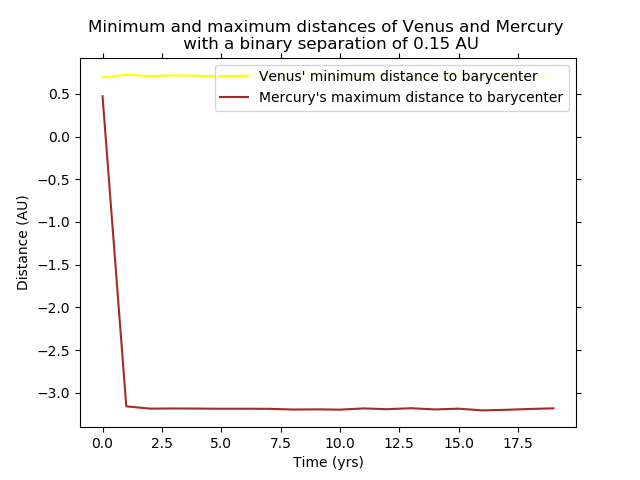 Minimum and maximum distances of Venus and Mercury
with a binary separation of 0.15 AU
Venus' minimum distance to barycenter
Mercury's maximum distance to barycenter
0.5
0.0
−0.5
−1.0
−1.5
−2.0
−2.5
−3.0
Distance (AU)
0.0 2.5 5.0 7.5 10.0 12.5 15.0 17.5
Time (yrs)